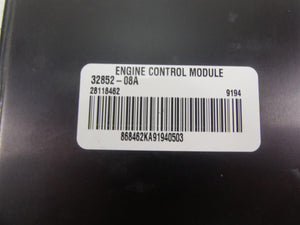 ENGINE CONTROL MODULE
32852-08A
28118462 9194
868462KA91940503